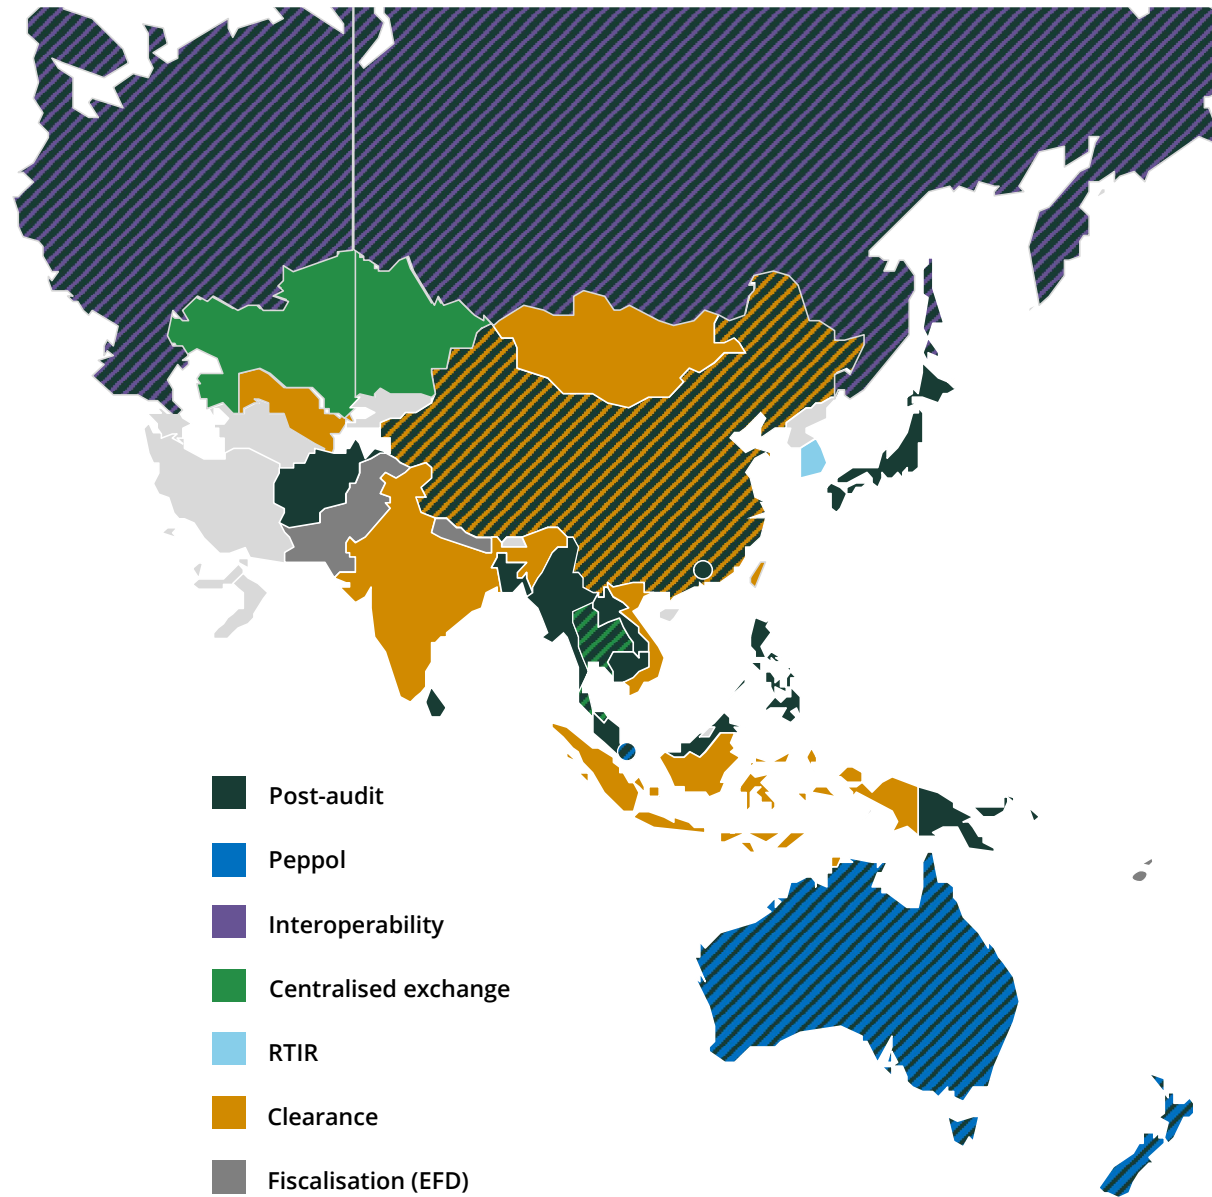 Post-audit
Peppol
Interoperability
Centralised exchange
RTIR
Clearance
Fiscalisation (EFD)